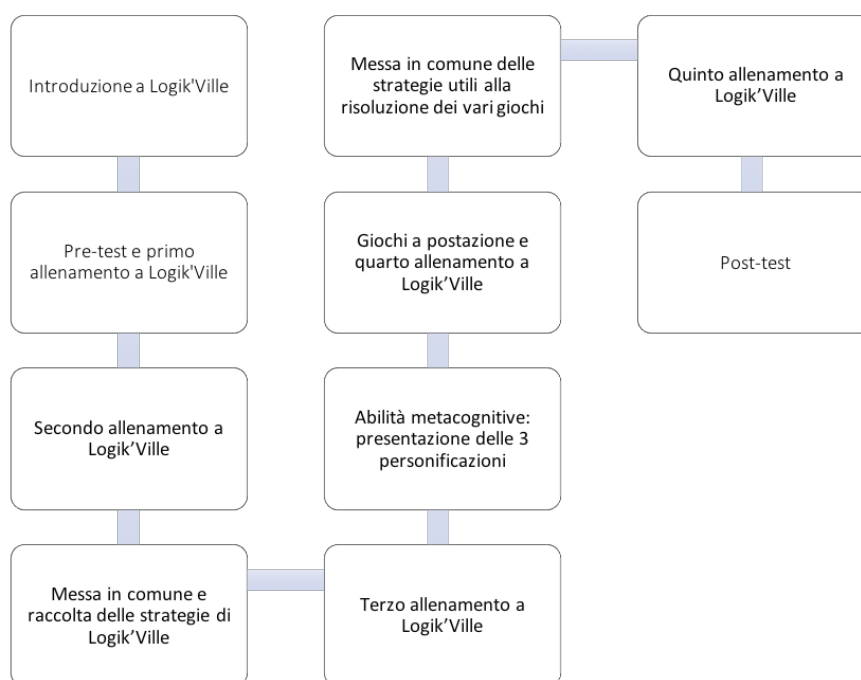 Introduzione a Logik'Ville
Pre-test e primo
allenamento a Logik'Ville
Secondo allenamento a
Logik’Ville
Messa in comune e
raccolta delle strategie di
Logik’Ville
Terzo allenamento a
Logik’Ville
Abilità metacognitive:
presentazione delle 3
personificazioni
Giochi a postazione e
quarto allenamento a
Logik’Ville
Messa in comune delle
strategie utili alla
risoluzione dei vari giochi
Quinto allenamento a
Logik’Ville
Post-test